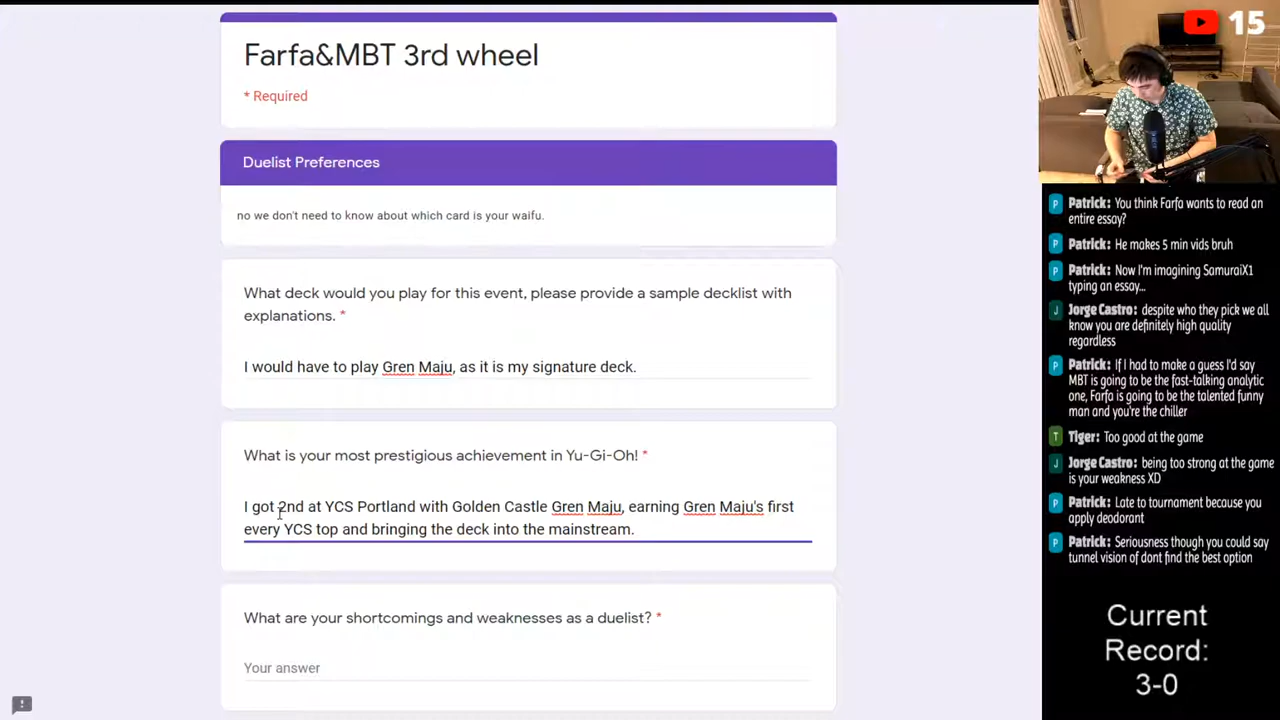 Farfa&MBT 3rd wheel
* Required
Duelist Preferences
no we don't need to know about which card is your waifu.
What deck would you play for this event, please provide a sample decklist with
explanations. *
I would have to play Gren Maju, as it is my signature deck.
What is your most prestigious achievement in Yu-Gi-Oh! *
I got 2nd at YCS Portland with Golden Castle Gren Maju, earning Gren Maju's first
every YCS top and bringing the deck into the mainstream.
What are your shortcomings and weaknesses as a duelist? *
Your answer
15
P Patrick: You think Farfa wants to read an
entire essay?
P Patrick: He makes 5 min vids bruh
P Patrick: Now I'm imagining SamuraiX1
typing an essay...
J Jorge Castro: despite who they pick we all
know you are definitely high quality
regardless
P Patrick: If I had to make a guess I'd say
MBT is going to be the fast-talking analytic
one, Farfa is going to be the talented funny
man and you're the chiller
T Tiger: Too good at the game
J Jorge Castro: being too strong at the game
is your weakness XD
P Patrick: Late to tournament because you
apply deodorant
P Patrick: Seriousness though you could say
tunnel vision of dont find the best option
Current
Record:
3-0